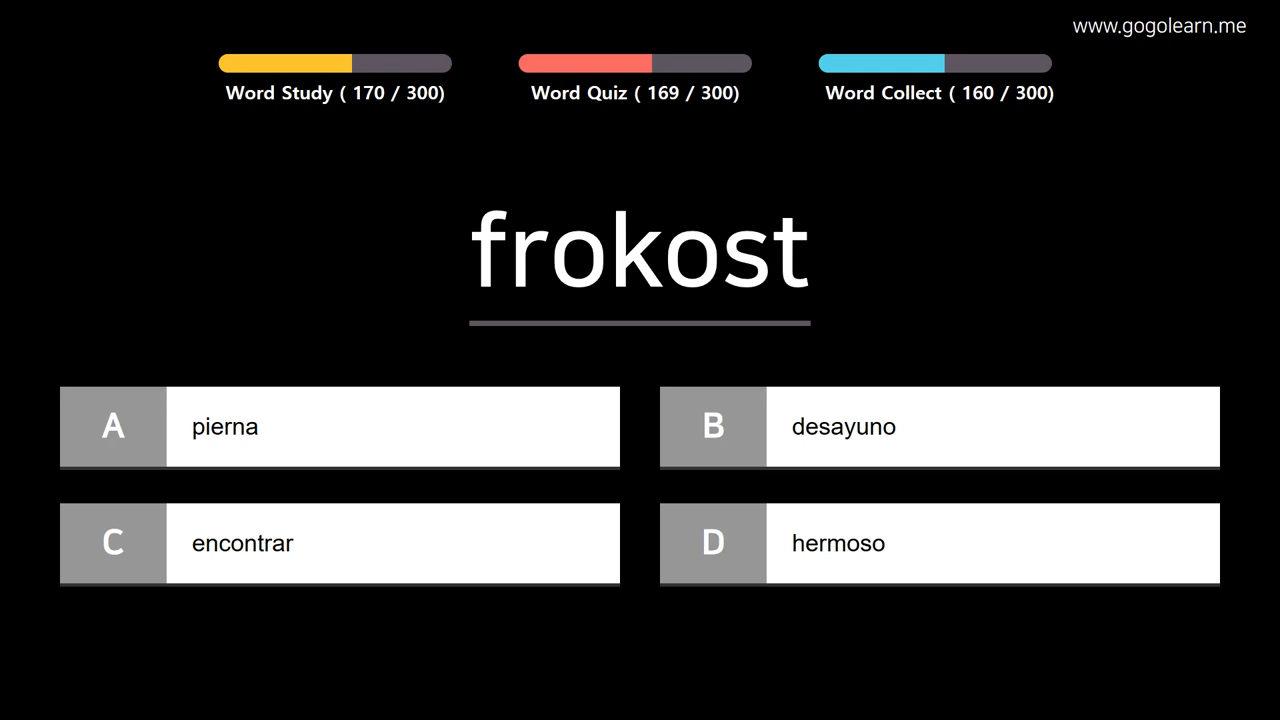 www.gogolearn.me
Word Study ( 170 / 300)
Word Quiz ( 169 / 300)
Word Collect ( 160 / 300)
frokost
A pierna
B desayuno
C encontrar
D hermoso